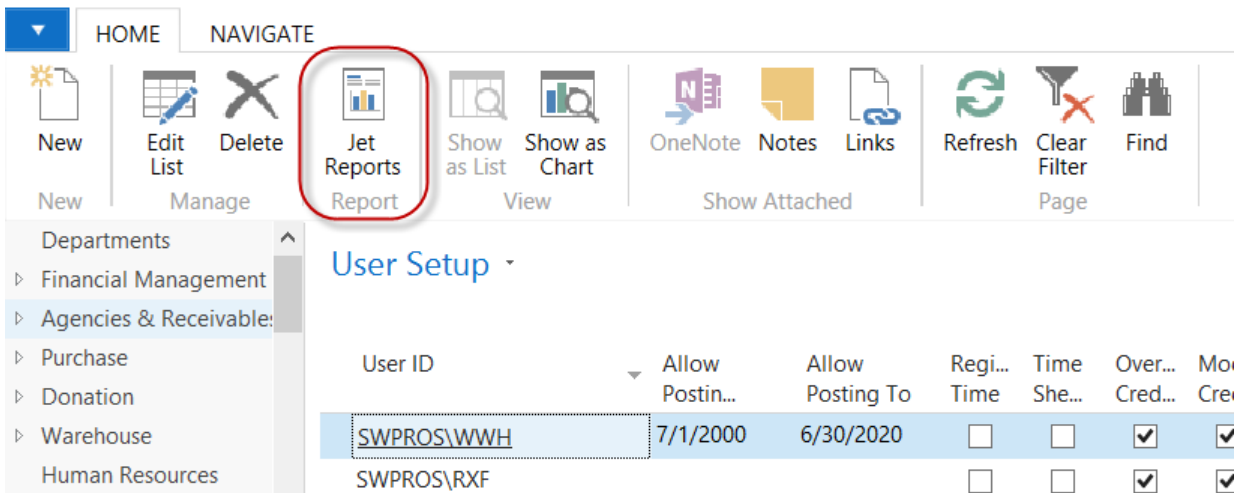 HOME NAVIGATE
New Edit List Delete Jet Reports Show as List Show as Chart OneNote Notes Links Refresh Clear Filter Find
New Manage Report View Show Attached Page
Departments
Financial Management
Agencies & Receivables
Purchase
Donation
Warehouse
Human Resources
User Setup
User ID Allow Postin... Allow Posting To Regi... Time Time She... Over... Cred...
SWPROS\WWH 7/1/2000 6/30/2020
SWPROS\RXF